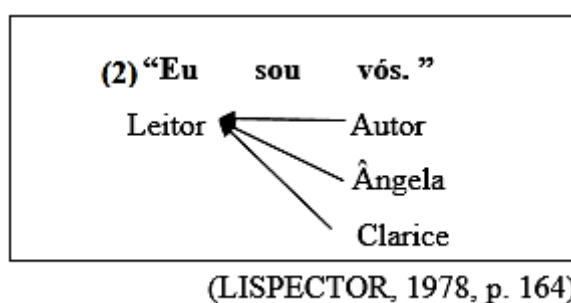 (2) “Eu sou vós.”
Leitor Autor
Ângela
Clarice
(LISPECTOR, 1978, p. 164)